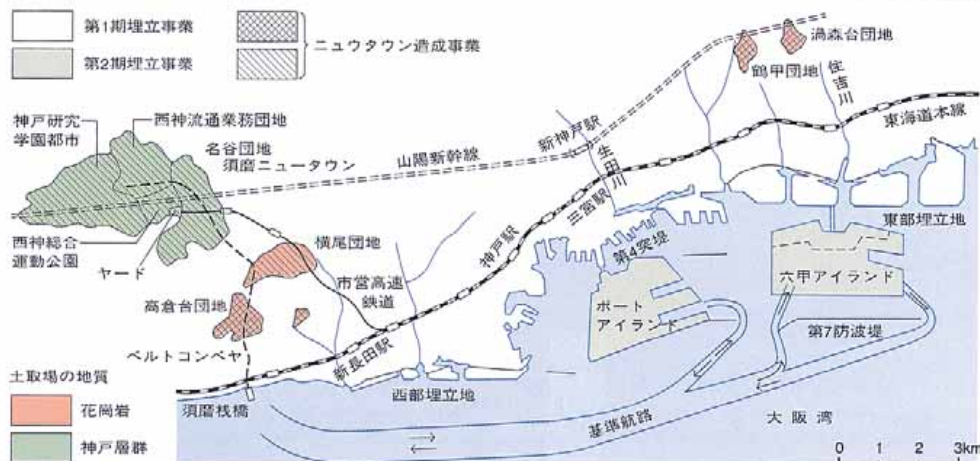 第1期埋立事業
第2期埋立事業
ニュウタウン造成事業
渦森台団地
鶴甲団地
住吉川
東海道本線
神戸研究
学園都市
西神流通業務団地
名谷団地
須磨ニュータウン
山陽新幹線
新神戸駅
生田川
三宮駅
神戸駅
第4突堤
東部埋立地
西神総合
運動公園
ヤード
横尾団地
市営高速
鉄道
高倉台団地
ベルトコンベヤ
新長田駅
ポート
アイランド
六甲アイランド
第7防波堤
土取場の地質
花崗岩
神戸層群
須磨桟橋
西部埋立地
基準航路
大阪湾
0 1 2 3km